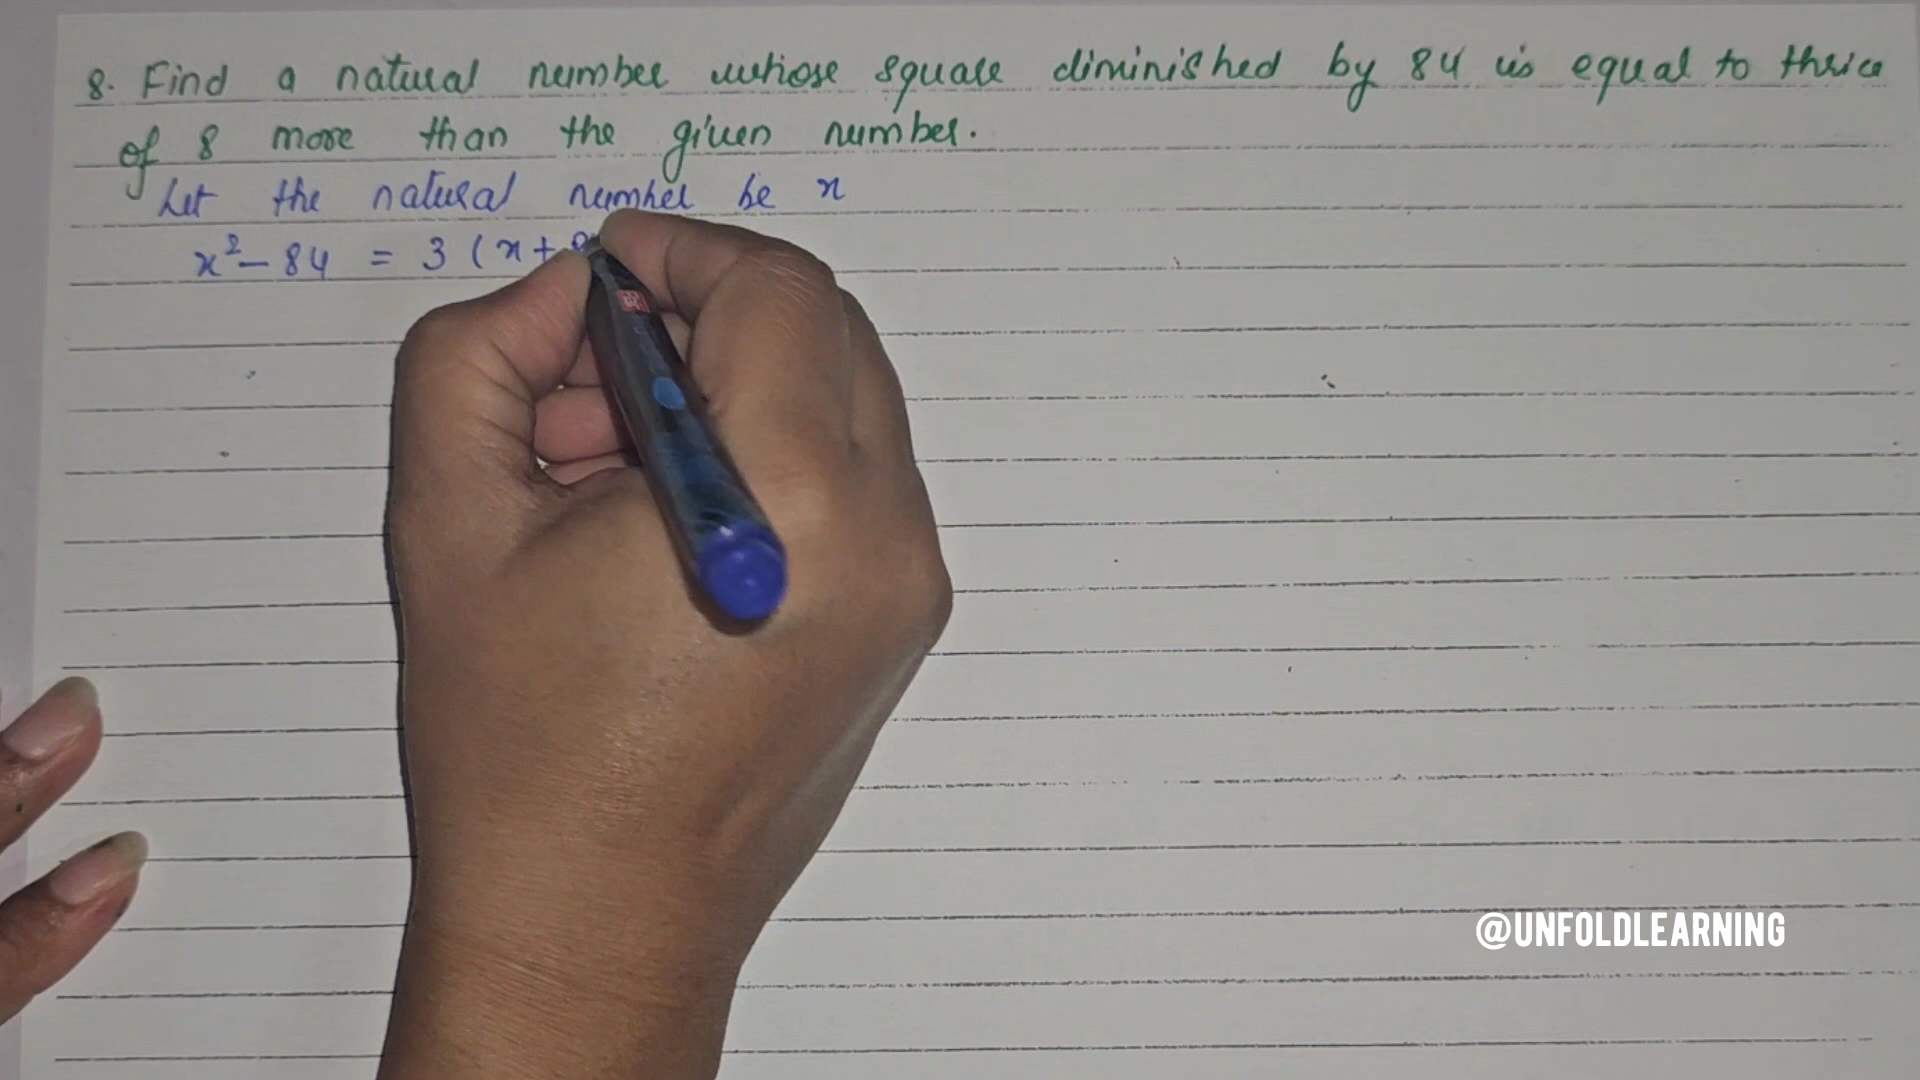 8. Find a natural number whose square diminished by 84 is equal to thrice
of 8 more than the given number.
Let the natural number be x
x² - 84 = 3 (x + 8
@UNFOLDLEARNING